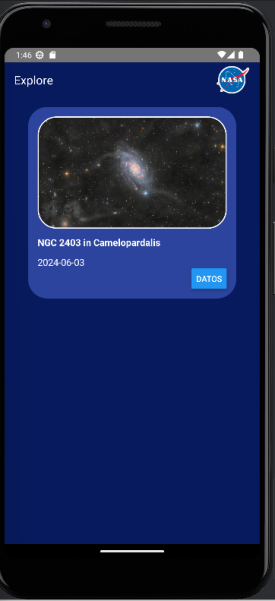 1:46
Explore
NASA
NGC 2403 in Camelopardalis
2024-06-03
DATOS